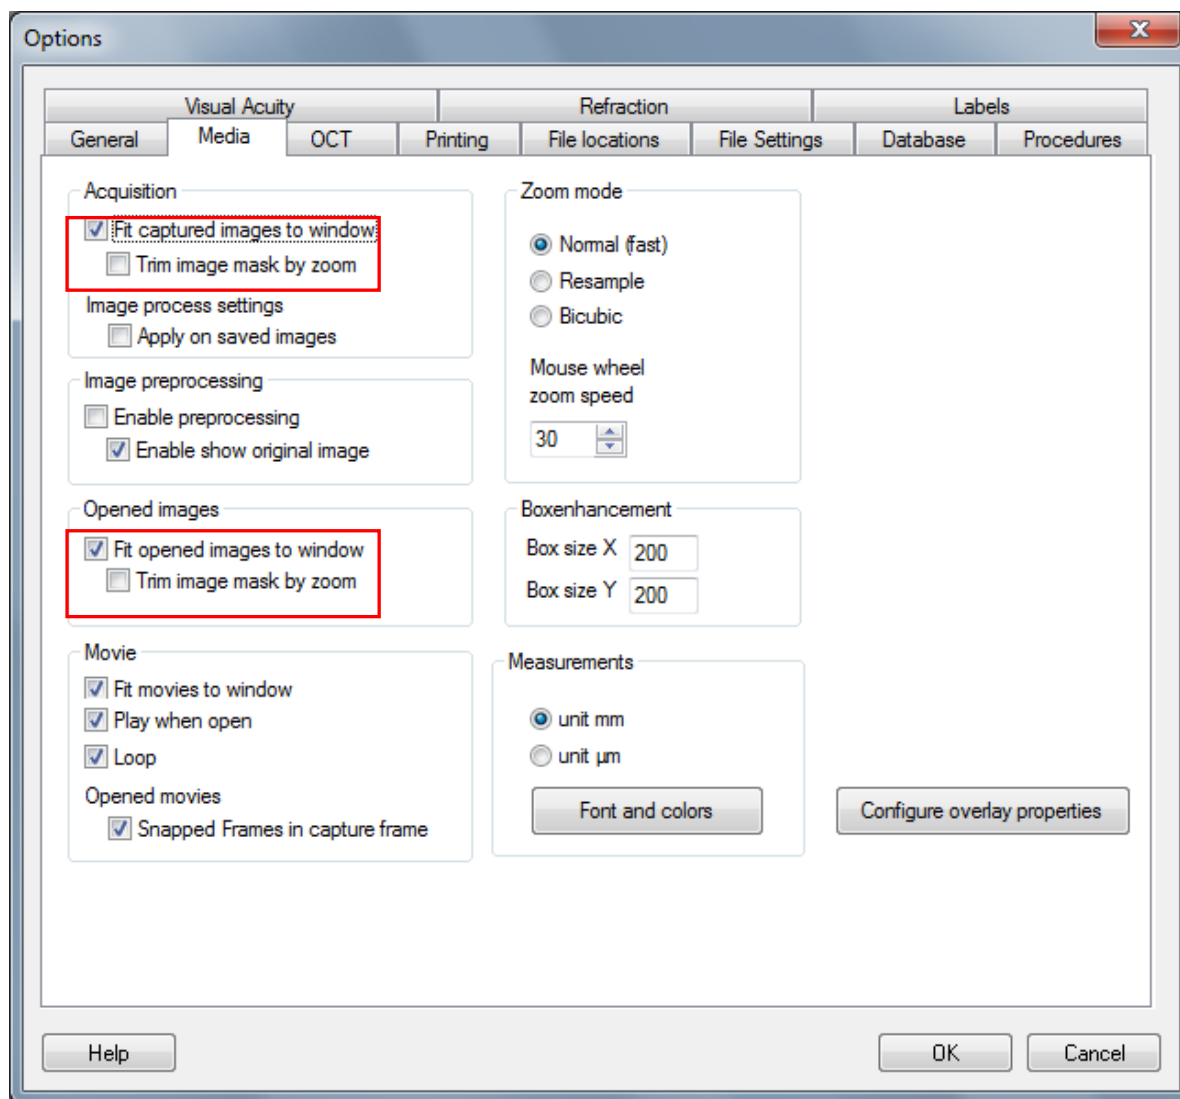 Options
Visual Acuity Refraction Labels
General Media OCT Printing File locations File Settings Database Procedures
Acquisition
Fit captured images to window
Trim image mask by zoom
Image process settings
Apply on saved images
Image preprocessing
Enable preprocessing
Enable show original image
Opened images
Fit opened images to window
Trim image mask by zoom
Movie
Fit movies to window
Play when open
Loop
Opened movies
Snapped Frames in capture frame
Zoom mode
Normal (fast)
Resample
Bicubic
Mouse wheel
zoom speed
30
Boxenhancement
Box size X 200
Box size Y 200
Measurements
unit mm
unit µm
Font and colors
Configure overlay properties
Help OK Cancel